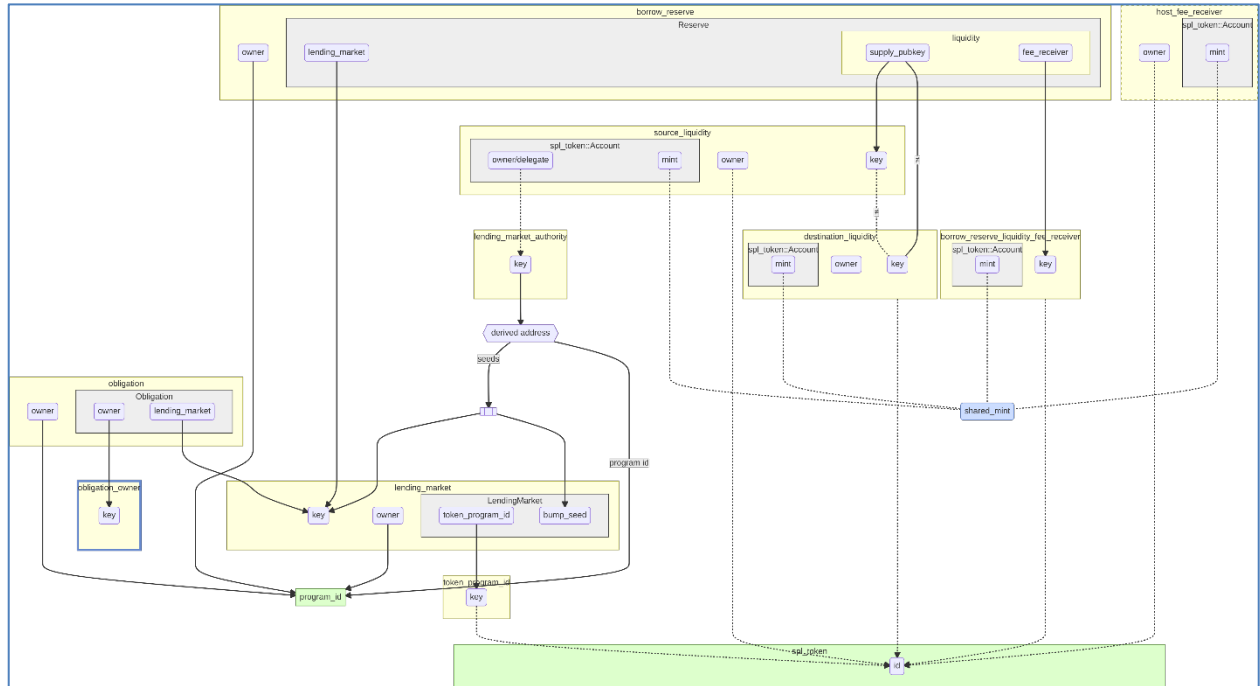 borrow_reserve
Reserve
owner
lending_market
liquidity
supply_pubkey
fee_receiver
host_fee_receiver
spl_token::Account
owner
mint
source_liquidity
spl_token::Account
owner/delegate
mint
owner
key
≠
≠
lending_market_authority
key
destination_liquidity
spl_token::Account
mint
owner
key
borrow_reserve_liquidity_fee_receiver
spl_token::Account
mint
key
derived address
seeds
[ ]
program id
shared_mint
obligation
Obligation
owner
owner
lending_market
obligation_owner
key
lending_market
LendingMarket
key
owner
token_program_id
bump_seed
program_id
token_program_id
key
spl_token
id